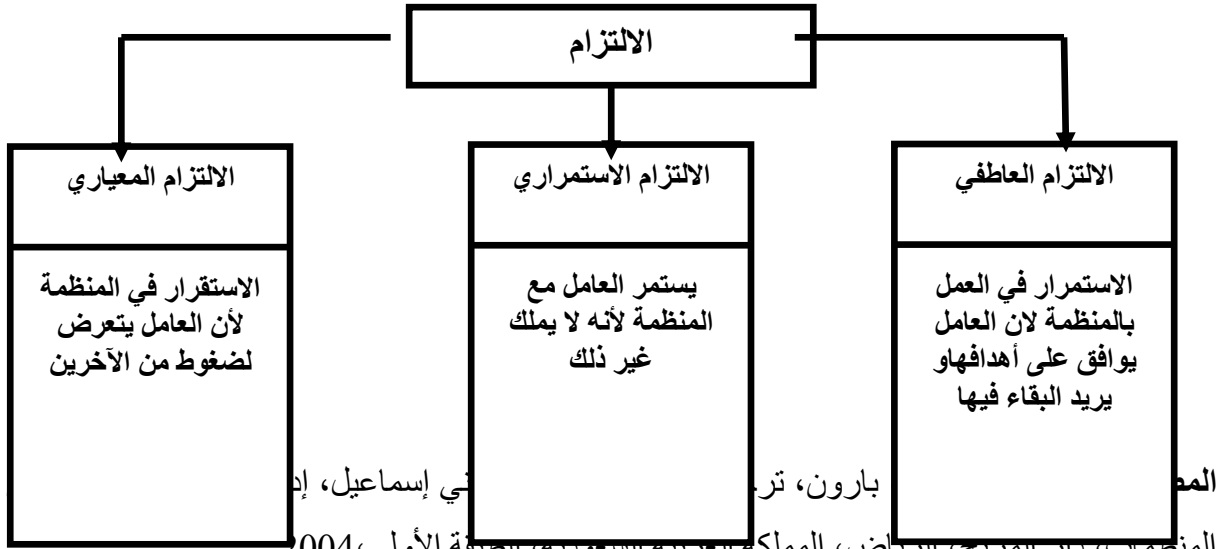 الالتزام
الالتزام العاطفي
الاستمرار في العمل
بالمنظمة لان العامل
يوافق على أهدافهاو
يريد البقاء فيها
الالتزام الاستمراري
يستمر العامل مع
المنظمة لأنه لا يملك
غير ذلك
الالتزام المعياري
الاستقرار في المنظمة
لأن العامل يتعرض
لضغوط من الآخرين
بارون، إسماعيل،
المملكة الأولى ،2004